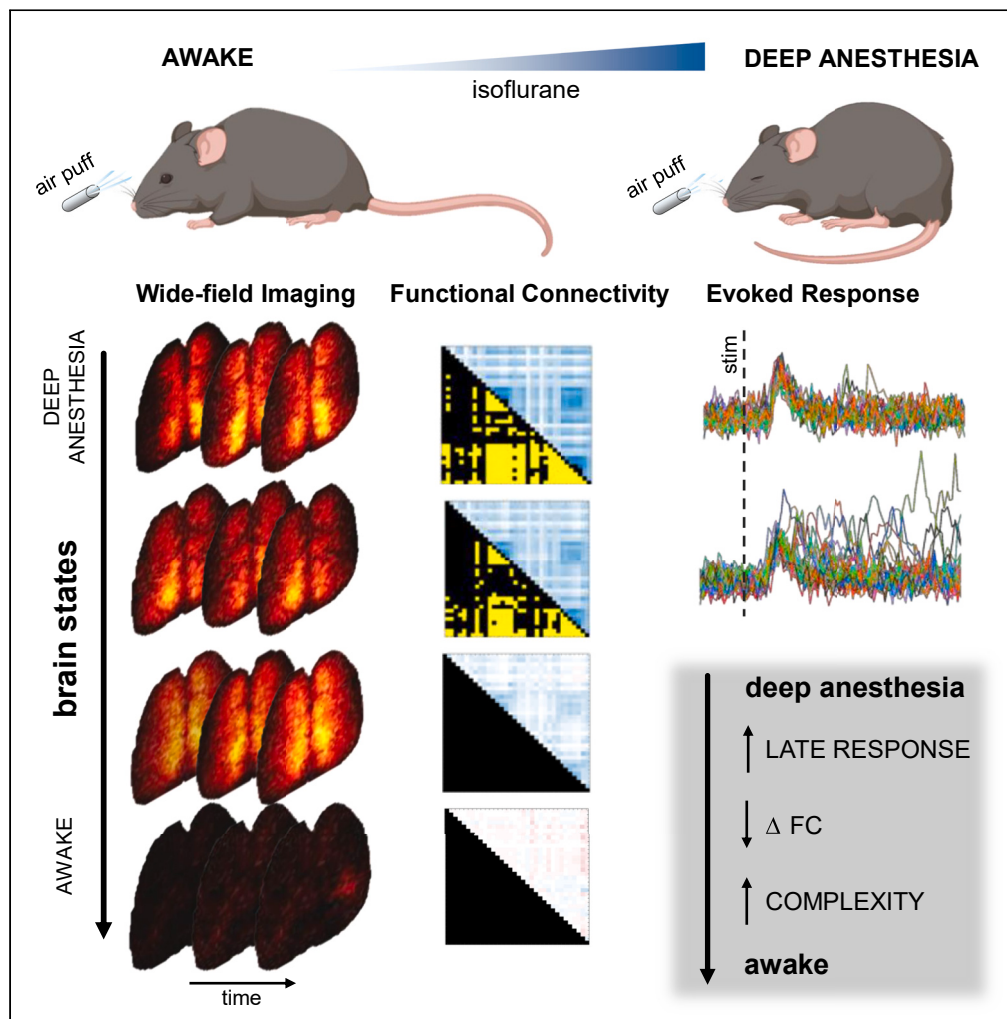 AWAKE
DEEP ANESTHESIA
isoflurane
air puff
air puff
Wide-field Imaging
Functional Connectivity
Evoked Response
DEEP
ANESTHESIA
brain states
AWAKE
time
stim
deep anesthesia
↑ LATE RESPONSE
↓ Δ FC
↑ COMPLEXITY
awake